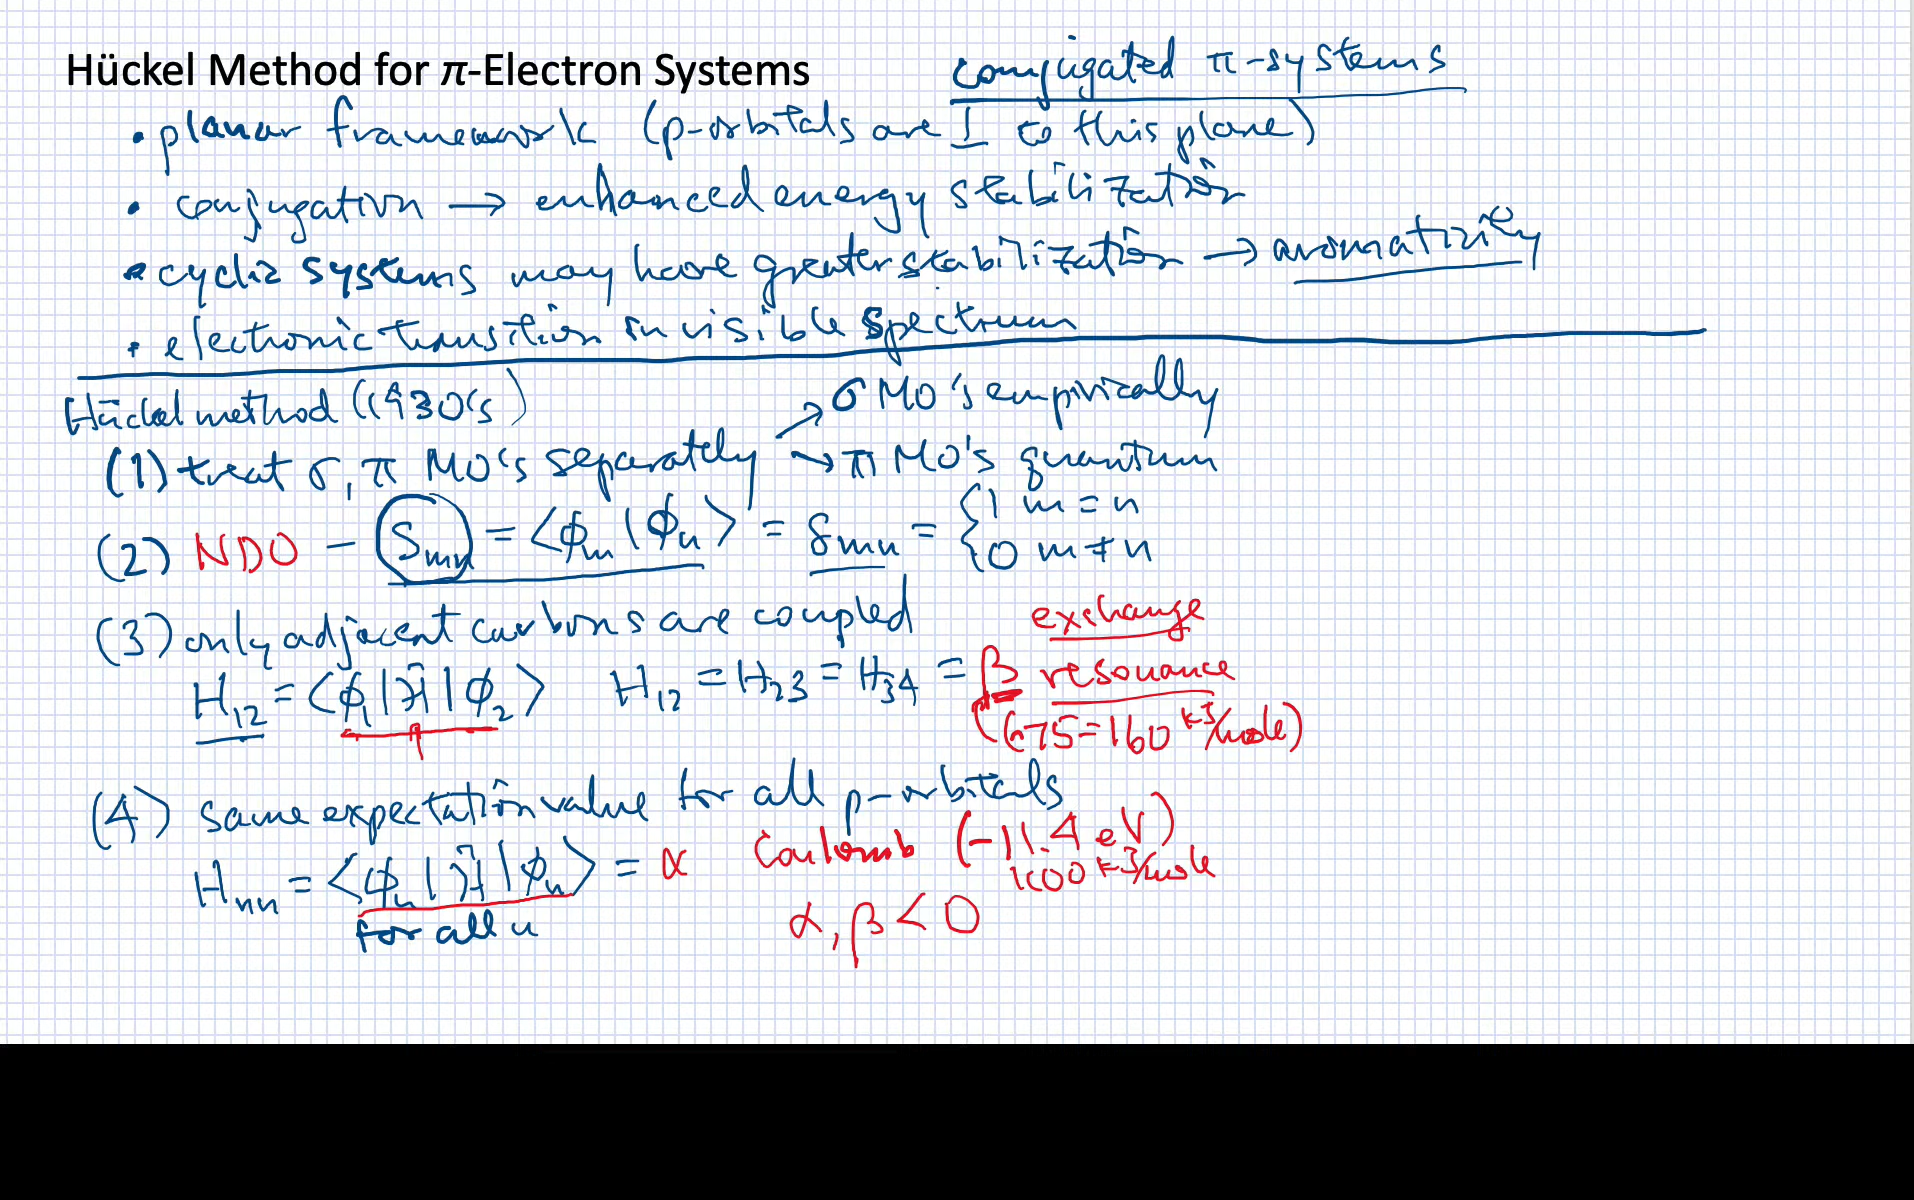 Hückel Method for π-Electron Systems
conjugated π-systems
• planar framework (p-orbitals are ⊥ to this plane)
• conjugation → enhanced energy stabilization
• cyclic systems may have greater stabilization → aromaticity
• electronic transition in visible spectrum
Hückel method (1930's)
(1) treat σ, π MO's separately → σ MO's empirically
→ π MO's quantum
(2) NDO – Smn = ⟨ϕm|ϕn⟩ = δmn = { 1 m = n
0 m ≠ n
(3) only adjacent carbons are coupled
exchange
H12 = ⟨ϕ1|Ĥ|ϕ2⟩ H12 = H23 = H34 = β resonance
75=160 kJ/mole)
(4) same expectation value for all p-orbitals
Hnn = ⟨ϕn|Ĥ|ϕn⟩ = α Coulomb (-11.4 eV)
1100 kJ/mole
for all n
α, β < 0